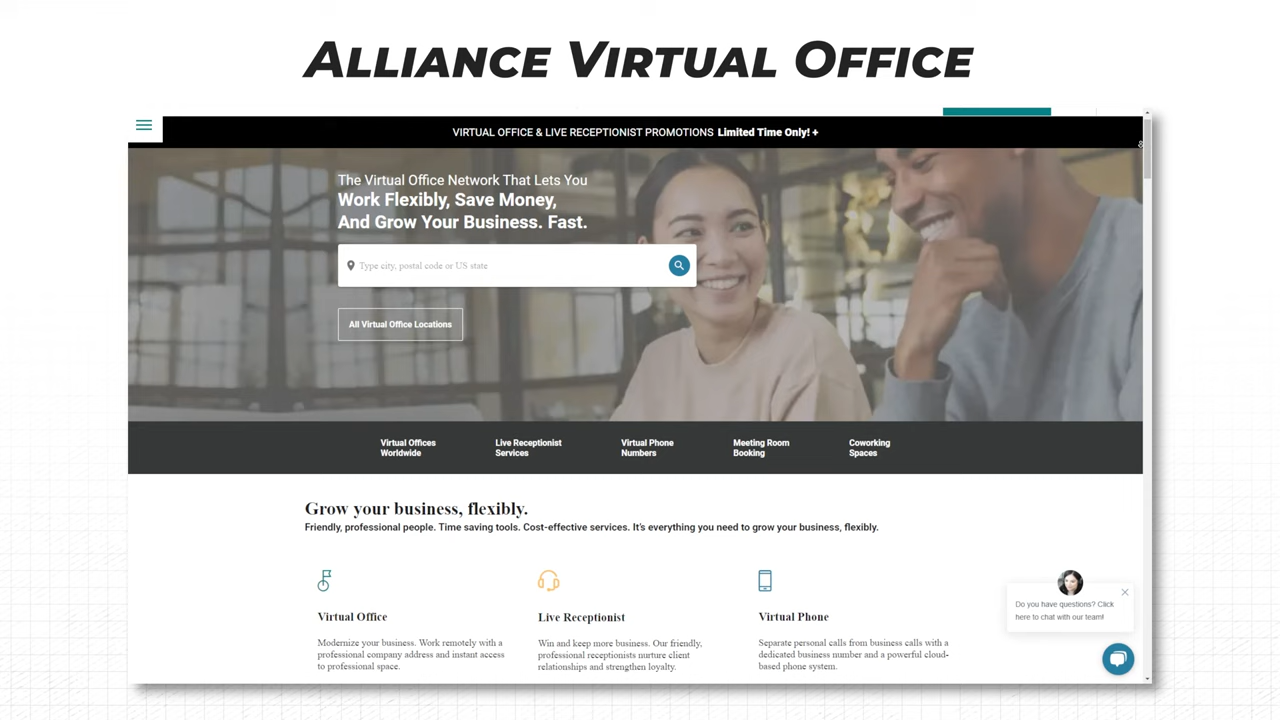 ALLIANCE VIRTUAL OFFICE
VIRTUAL OFFICE & LIVE RECEPTIONIST PROMOTIONS Limited Time Only! +
The Virtual Office Network That Lets You
Work Flexibly, Save Money,
And Grow Your Business. Fast.
Type city, postal code or US state
All Virtual Office Locations
Virtual Offices
Worldwide
Live Receptionist
Services
Virtual Phone
Numbers
Meeting Room
Booking
Coworking
Spaces
Grow your business, flexibly.
Friendly, professional people. Time saving tools. Cost-effective services. It's everything you need to grow your business, flexibly.
Virtual Office
Modernize your business. Work remotely with a
professional company address and instant access
to professional space.
Live Receptionist
Win and keep more business. Our friendly,
professional receptionists nurture client
relationships and strengthen loyalty.
Virtual Phone
Separate personal calls from business calls with a
dedicated business number and a powerful cloud-
based phone system.
Do you have questions? Click
here to chat with our team!